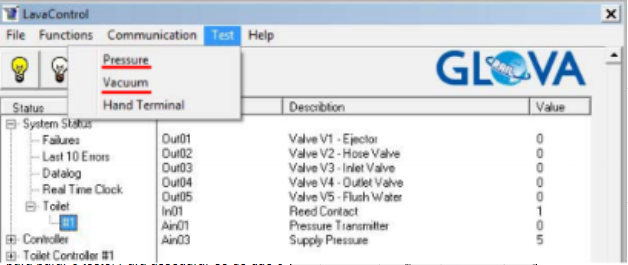 LavaControl
File Functions Communication Test Help
Pressure
Vacuum
Hand Terminal
GLOVA
RAIL
Status Describtion Value
System Status
Failures
Last 10 Errors
Datalog
Real Time Clock
Toilet
#1
Controller
Toilet Controller #1
Out01 Valve V1 - Ejector 0
Out02 Valve V2 - Hose Valve 0
Out03 Valve V3 - Inlet Valve 0
Out04 Valve V4 - Outlet Valve 0
Out05 Valve V5 - Flush Water 0
In01 Reed Contact 1
Ain01 Pressure Transmitter 0
Ain03 Supply Pressure 5